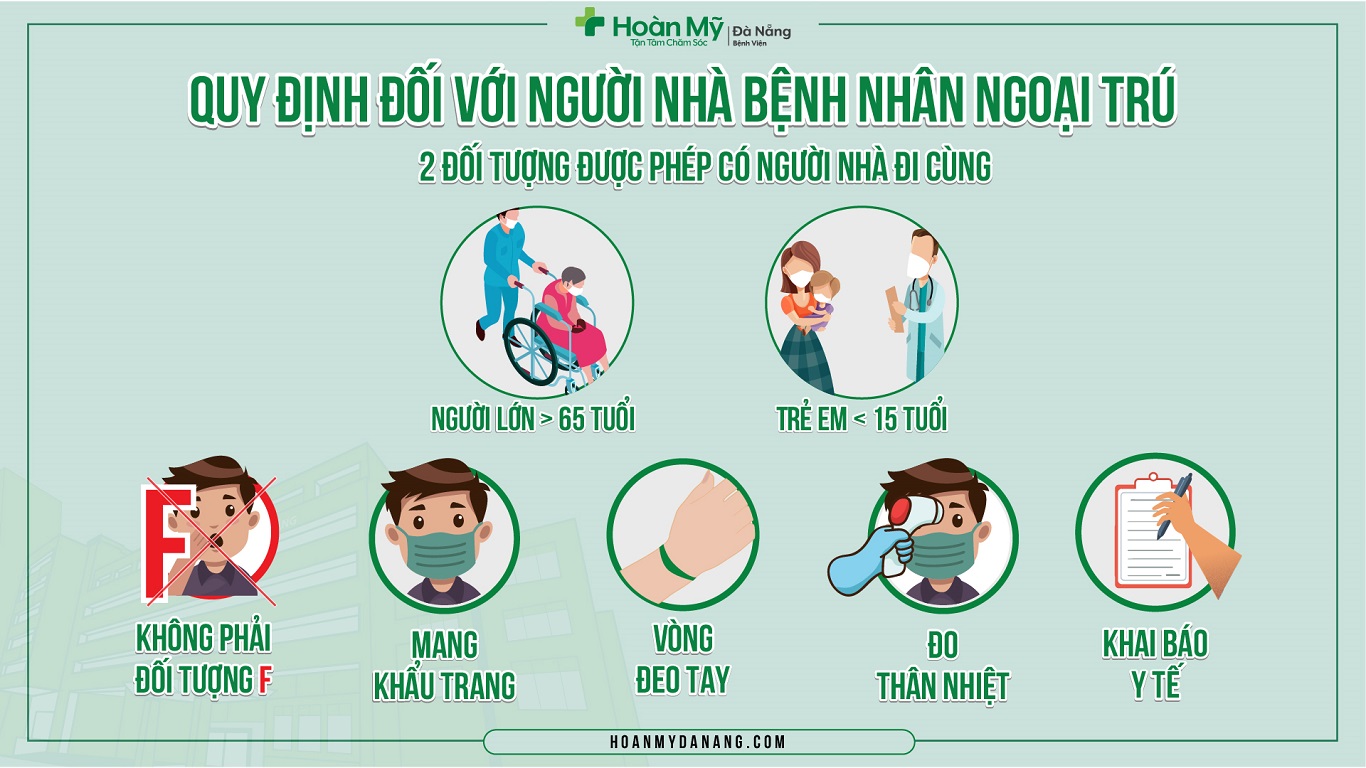 Hoàn Mỹ
Tận Tâm Chăm Sóc
Đà Nẵng
Bệnh Viện
QUY ĐỊNH ĐỐI VỚI NGƯỜI NHÀ BỆNH NHÂN NGOẠI TRÚ
2 ĐỐI TƯỢNG ĐƯỢC PHÉP CÓ NGƯỜI NHÀ ĐI CÙNG
NGƯỜI LỚN > 65 TUỔI
TRẺ EM < 15 TUỔI
F
KHÔNG PHẢI
ĐỐI TƯỢNG F
MANG
KHẨU TRANG
VÒNG
ĐEO TAY
ĐO
THÂN NHIỆT
KHAI BÁO
Y TẾ
HOANMYDANANG.COM